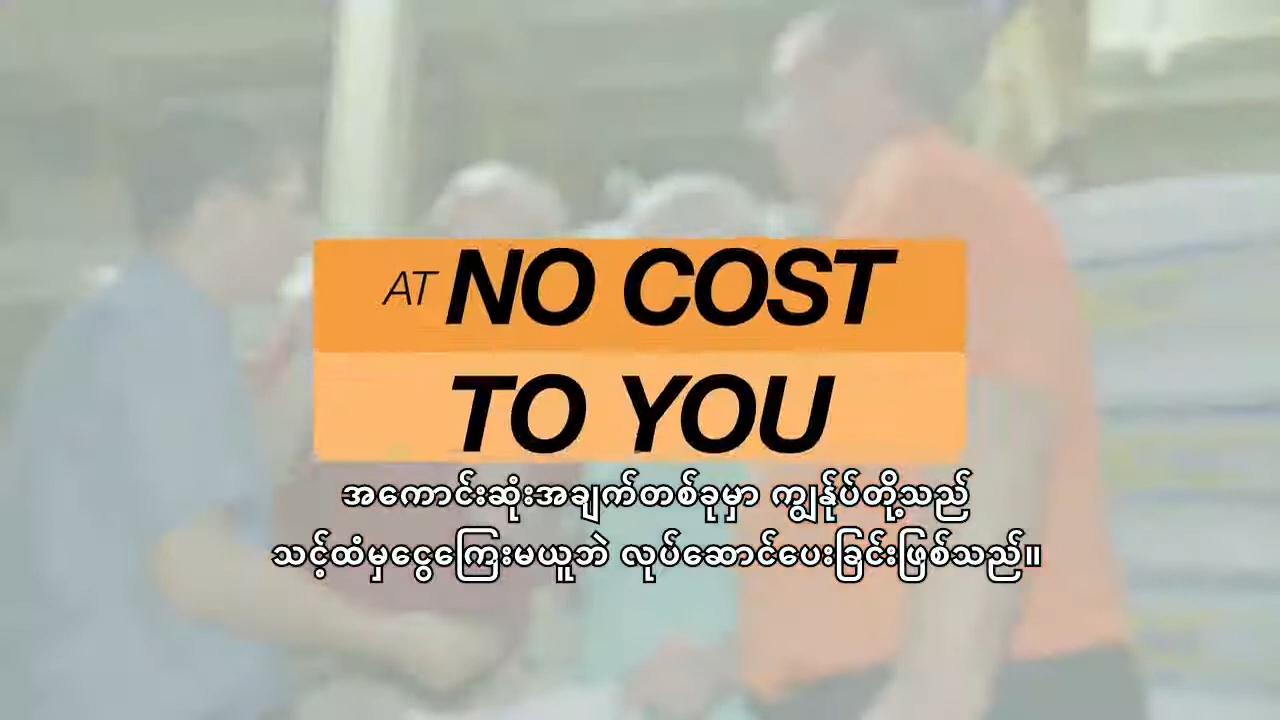 AT NO COST
TO YOU
အကောင်းဆုံးအချက်တစ်ခုမှာ ကျွန်ုပ်တို့သည်
သင့်ထံမှငွေကြေးမယူဘဲ လုပ်ဆောင်ပေးခြင်းဖြစ်သည်။